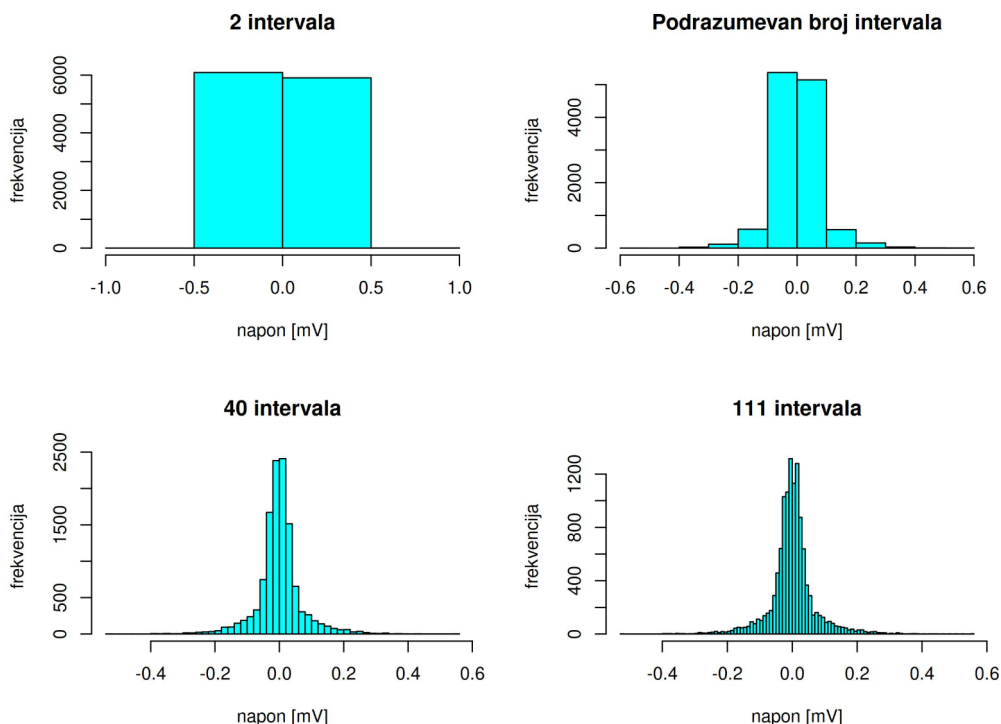 2 intervala
frekvencija
6000
4000
2000
0
-1.0 -0.5 0.0 0.5 1.0
napon [mV]
Podrazumevan broj intervala
frekvencija
4000
2000
0
-0.6 -0.4 -0.2 0.0 0.2 0.4 0.6
napon [mV]
40 intervala
frekvencija
2500
1500
500
0
-0.4 -0.2 0.0 0.2 0.4 0.6
napon [mV]
111 intervala
frekvencija
1200
800
400
0
-0.4 -0.2 0.0 0.2 0.4 0.6
napon [mV]